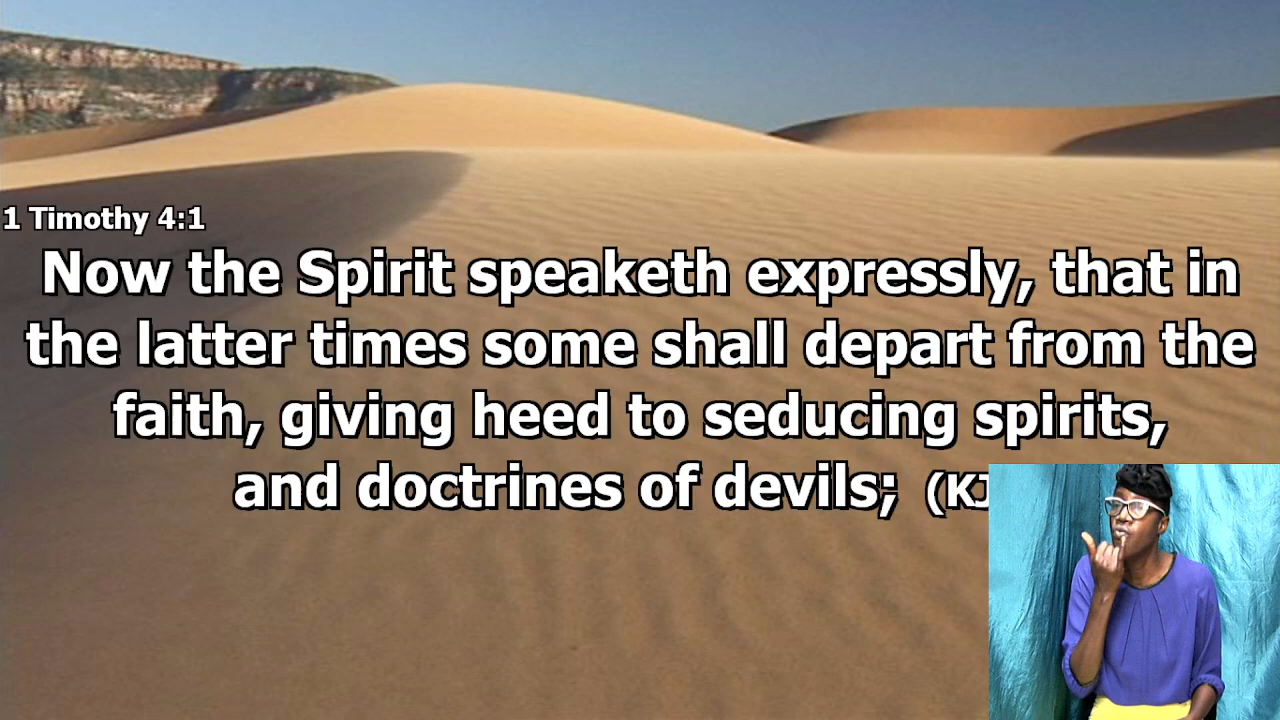 1 Timothy 4:1
Now the Spirit speaketh expressly, that in
the latter times some shall depart from the
faith, giving heed to seducing spirits,
and doctrines of devils;